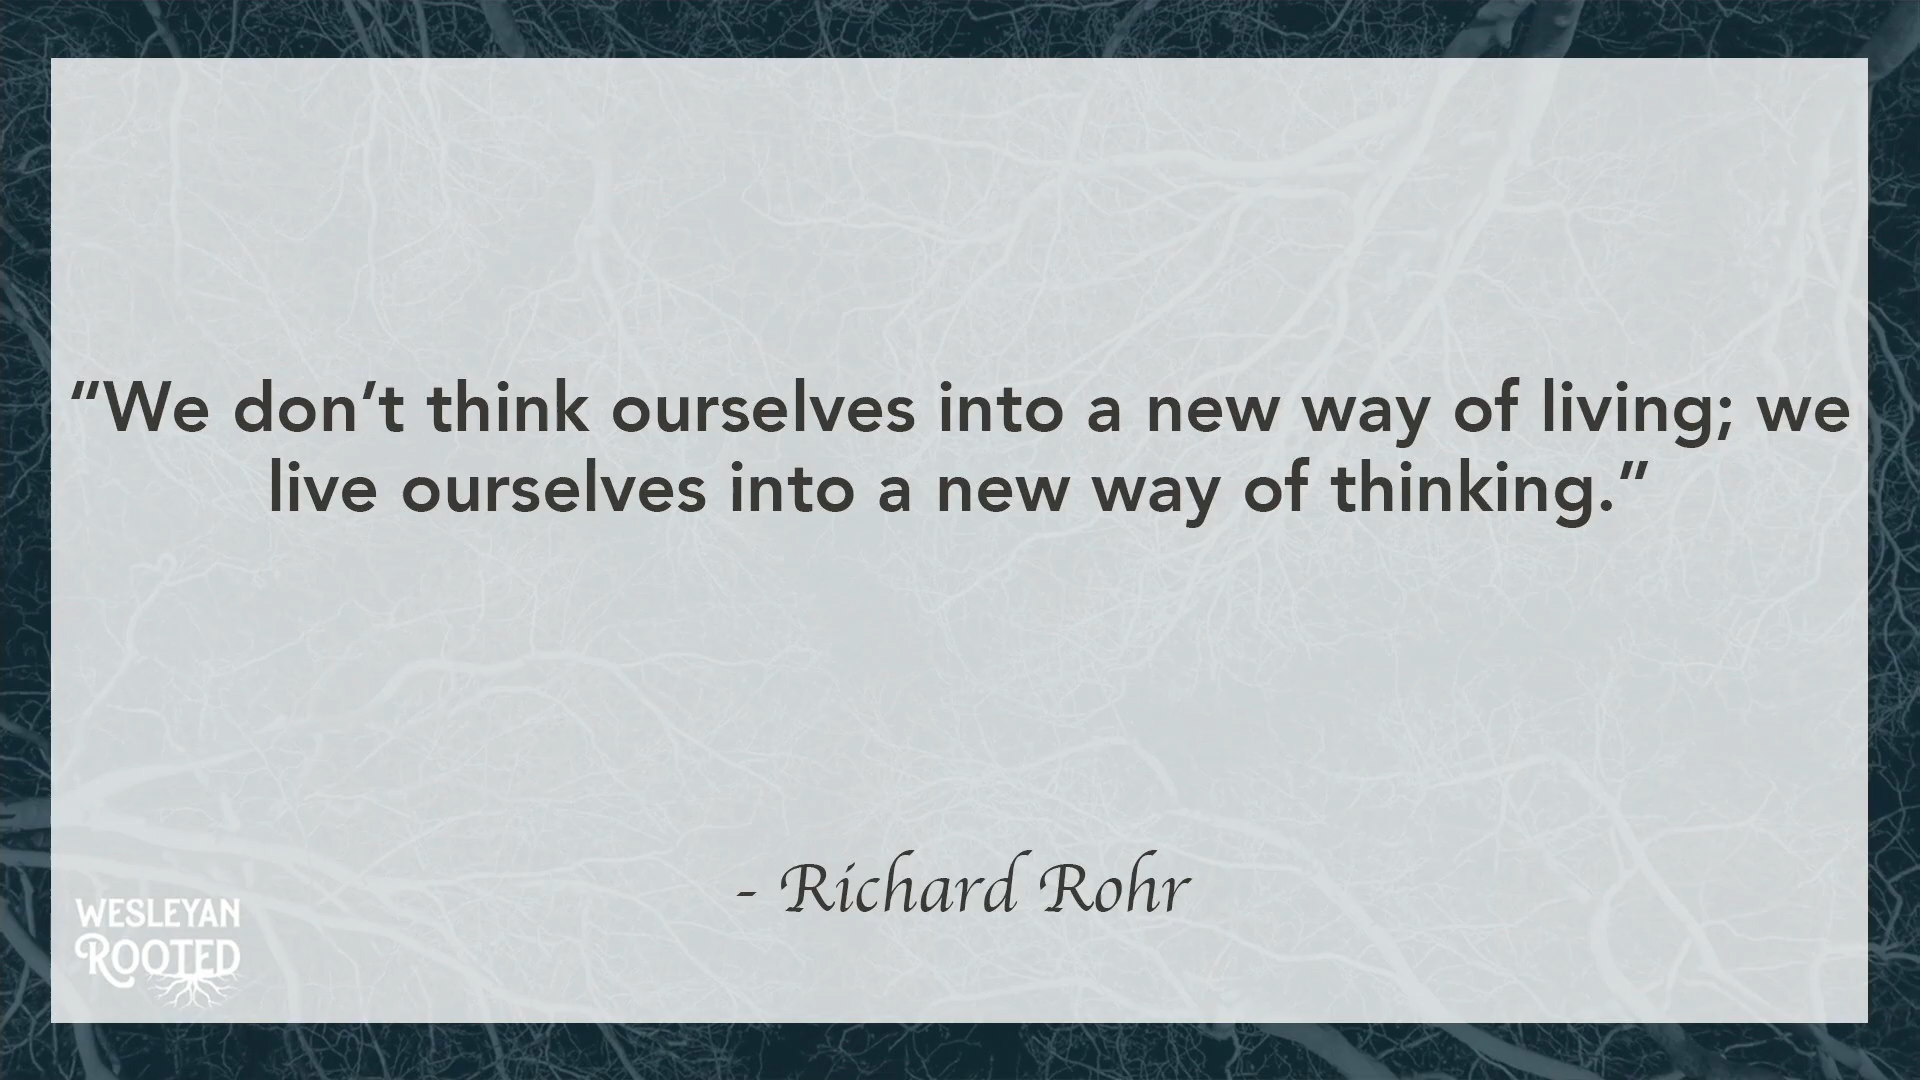 “We don’t think ourselves into a new way of living; we
live ourselves into a new way of thinking.”
- Richard Rohr
WESLEYAN
ROOTED